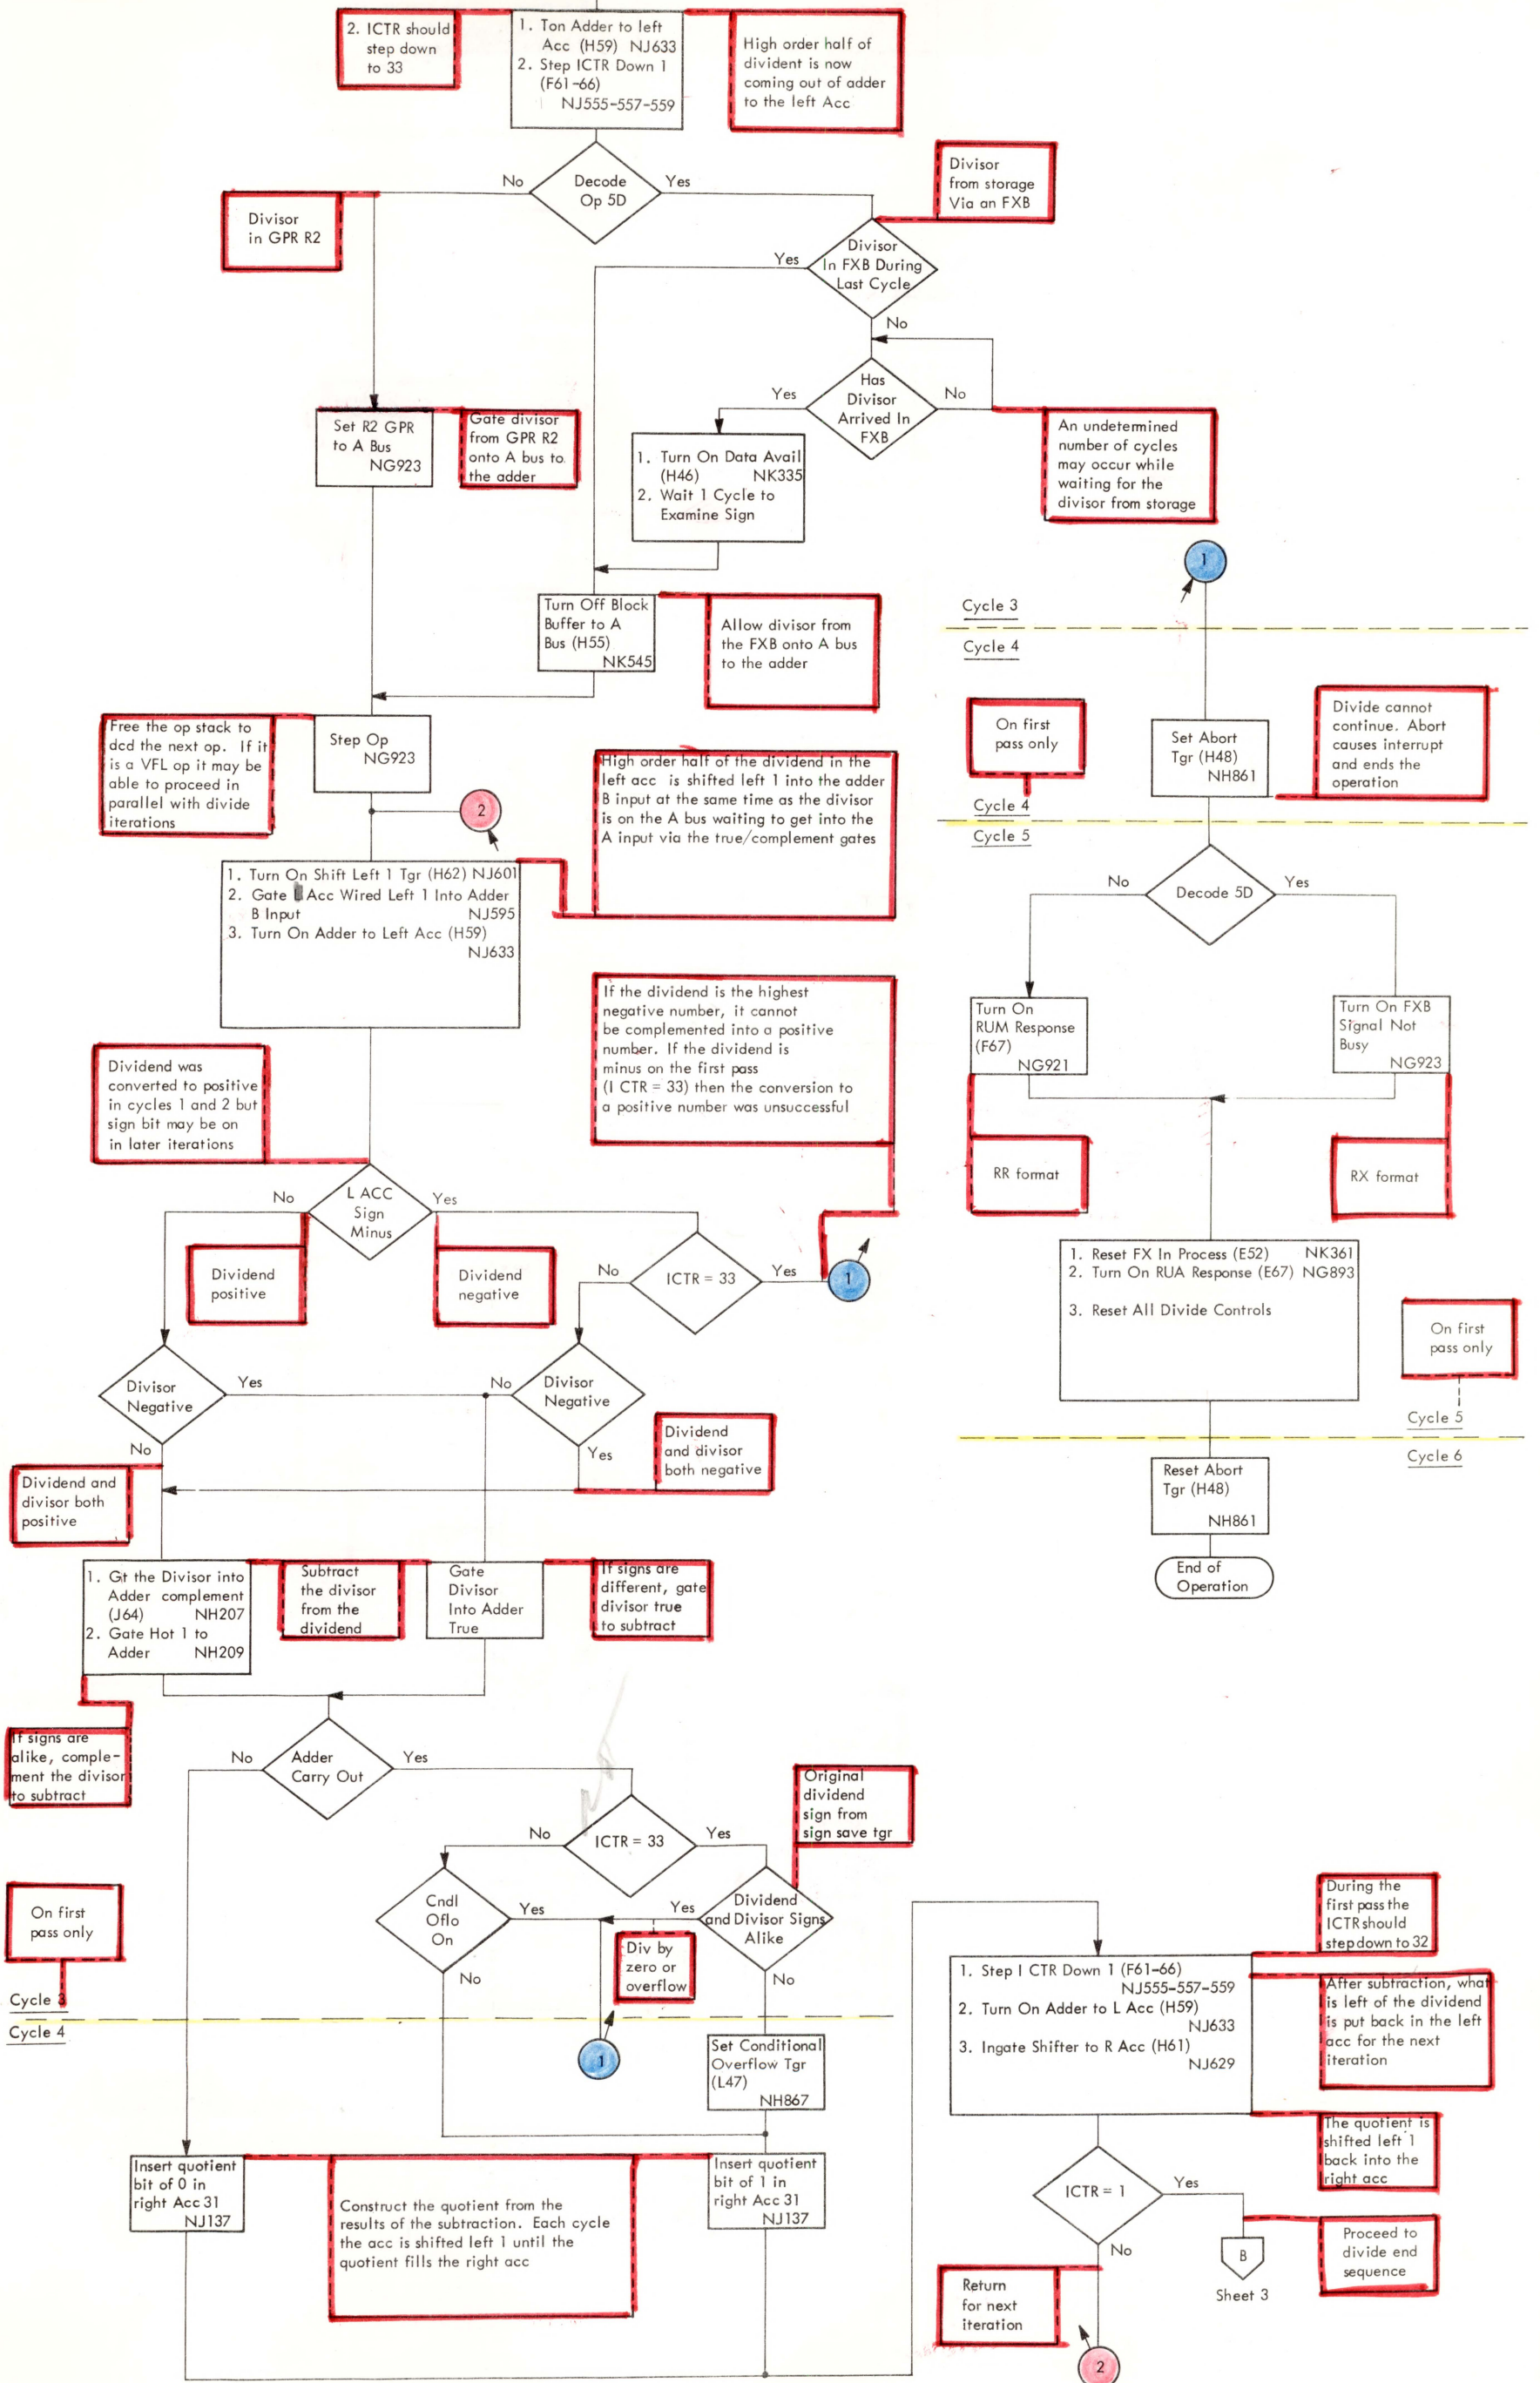 2. ICTR should
step down
to 33
1. Ton Adder to left
Acc (H59) NJ633
2. Step ICTR Down 1
(F61-66)
NJ555-557-559
High order half of
divident is now
coming out of adder
to the left Acc
No
Decode
Op 5D
Yes
Divisor
from storage
Via an FXB
Divisor
in GPR R2
Yes
Divisor
In FXB During
Last Cycle
No
Set R2 GPR
to A Bus
NG923
Gate divisor
from GPR R2
onto A bus to
the adder
Yes
Has
Divisor
Arrived In
FXB
No
1. Turn On Data Avail
(H46) NK335
2. Wait 1 Cycle to
Examine Sign
An undetermined
number of cycles
may occur while
waiting for the
divisor from storage
1
Turn Off Block
Buffer to A
Bus (H55)
NK545
Allow divisor from
the FXB onto A bus
to the adder
Cycle 3
Cycle 4
Free the op stack to
dcd the next op. If it
is a VFL op it may be
able to proceed in
parallel with divide
iterations
Step Op
NG923
2
High order half of the dividend in the
left acc is shifted left 1 into the adder
B input at the same time as the divisor
is on the A bus waiting to get into the
A input via the true/complement gates
On first
pass only
Set Abort
Tgr (H48)
NH861
Divide cannot
continue. Abort
causes interrupt
and ends the
operation
Cycle 4
Cycle 5
1. Turn On Shift Left 1 Tgr (H62) NJ601
2. Gate L Acc Wired Left 1 Into Adder
B Input NJ595
3. Turn On Adder to Left Acc (H59)
NJ633
No
Decode 5D
Yes
If the dividend is the highest
negative number, it cannot
be complemented into a positive
number. If the dividend is
minus on the first pass
(I CTR = 33) then the conversion to
a positive number was unsuccessful
Turn On
RUM Response
(F67)
NG921
Turn On FXB
Signal Not
Busy
NG923
Dividend was
converted to positive
in cycles 1 and 2 but
sign bit may be on
in later iterations
RR format
RX format
No
L ACC
Sign
Minus
Yes
Dividend
positive
Dividend
negative
No
ICTR = 33
Yes
1
1. Reset FX In Process (E52) NK361
2. Turn On RUA Response (E67) NG893
3. Reset All Divide Controls
On first
pass only
Divisor
Negative
Yes
No
No
Divisor
Negative
Yes
Dividend
and divisor
both negative
Cycle 5
Cycle 6
Dividend and
divisor both
positive
Reset Abort
Tgr (H48)
NH861
End of
Operation
1. Gt the Divisor into
Adder complement
(J64) NH207
2. Gate Hot 1 to
Adder NH209
Subtract
the divisor
from the
dividend
Gate
Divisor
Into Adder
True
If signs are
different, gate
divisor true
to subtract
If signs are
alike, comple-
ment the divisor
to subtract
No
Adder
Carry Out
Yes
No
ICTR = 33
Yes
Original
dividend
sign from
sign save tgr
On first
pass only
Cndl
Oflo
On
Yes
No
Yes
Dividend
and Divisor Signs
Alike
No
Div by
zero or
overflow
Cycle 3
Cycle 4
1
Set Conditional
Overflow Tgr
(L47)
NH867
Insert quotient
bit of 0 in
right Acc 31
NJ137
Construct the quotient from the
results of the subtraction. Each cycle
the acc is shifted left 1 until the
quotient fills the right acc
Insert quotient
bit of 1 in
right Acc 31
NJ137
During the
first pass the
ICTR should
step down to 32
1. Step I CTR Down 1 (F61-66)
NJ555-557-559
2. Turn On Adder to L Acc (H59)
NJ633
3. Ingate Shifter to R Acc (H61)
NJ629
After subtraction, what
is left of the dividend
is put back in the left
acc for the next
iteration
The quotient is
shifted left 1
back into the
right acc
ICTR = 1
Yes
No
B
Sheet 3
Proceed to
divide end
sequence
Return
for next
iteration
2